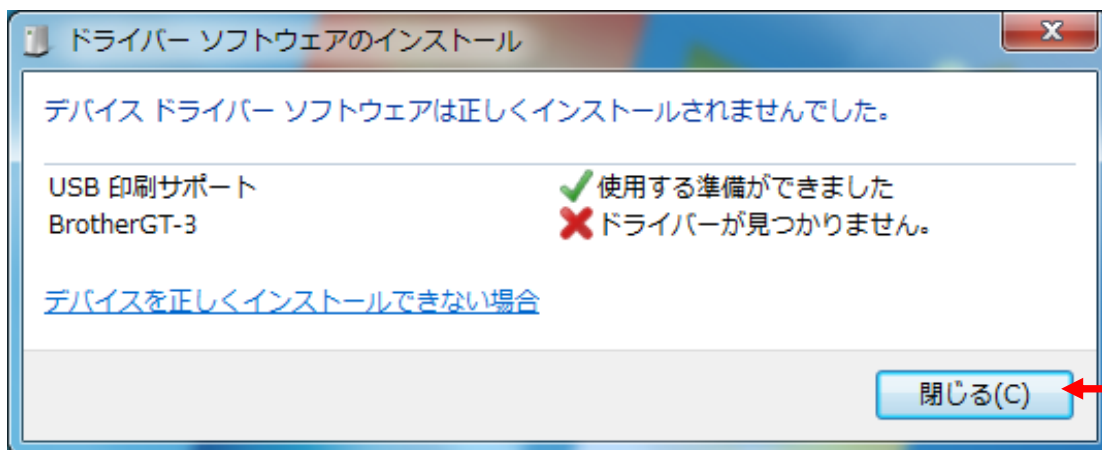 ドライバー ソフトウェアのインストール
デバイス ドライバー ソフトウェアは正しくインストールされませんでした。
USB 印刷サポート 使用する準備ができました
BrotherGT-3 ドライバーが見つかりません。
デバイスを正しくインストールできない場合
閉じる(C)